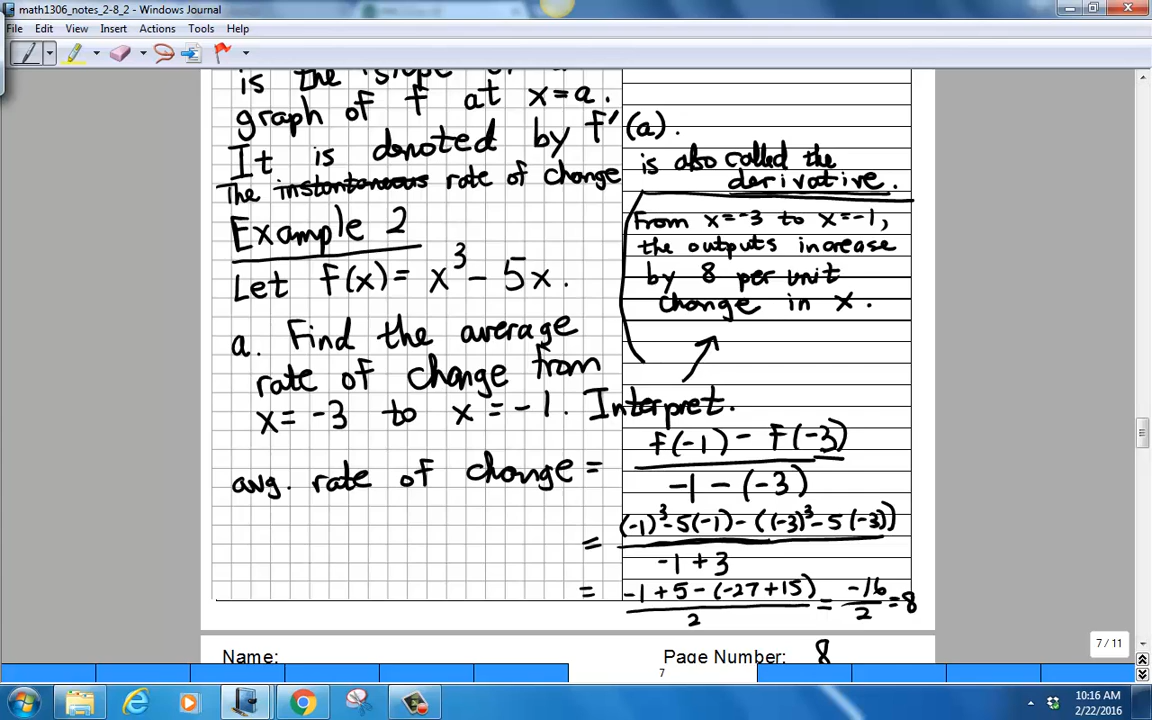 math1306_notes_2-8_2 - Windows Journal
File Edit View Insert Actions Tools Help
is the slope of
graph of f at x=a.
It is denoted by f'(a).
The instantaneous rate of change is also called the
derivative.
Example 2
Let f(x) = x³ - 5x.
a. Find the average
rate of change from
x = -3 to x = -1. Interpret.
From x=-3 to x=-1,
the outputs increase
by 8 per unit
change in x.
avg. rate of change = f(-1) - f(-3)
-1 - (-3)
= (-1)³-5(-1) - ((-3)³-5(-3))
-1 + 3
= -1 + 5 - (-27 + 15) = -16 = 8
2 2
7 / 11
Name: Page Number: 8
7
10:16 AM
2/22/2016